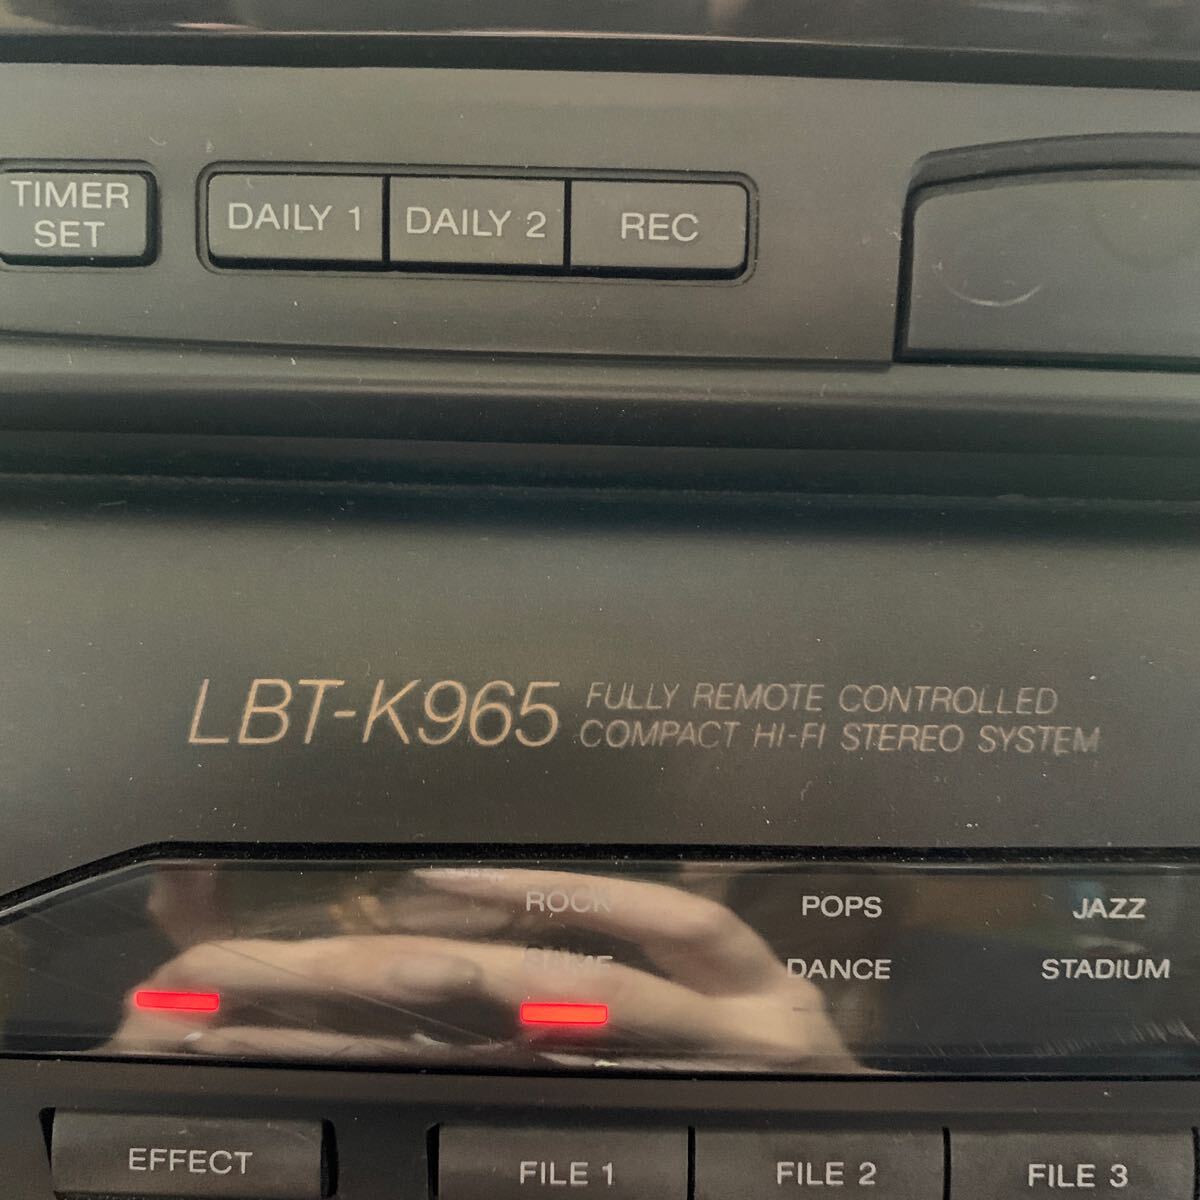 TIMER
SET
DAILY 1
DAILY 2
REC
LBT-K965
FULLY REMOTE CONTROLLED
COMPACT HI-FI STEREO SYSTEM
ROCK
POPS
JAZZ
DANCE
STADIUM
EFFECT
FILE 1
FILE 2
FILE 3